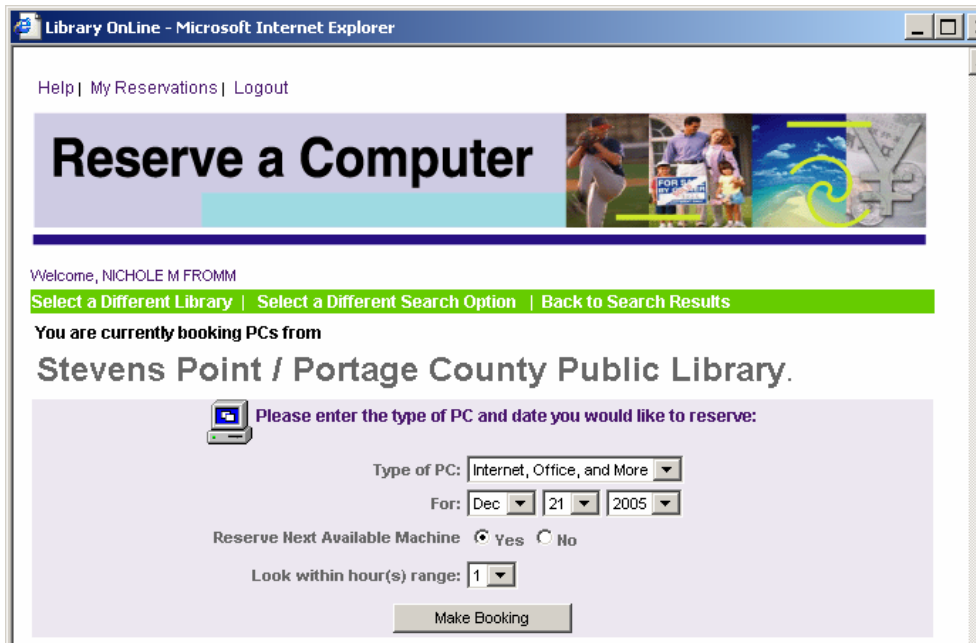 Library OnLine - Microsoft Internet Explorer
Help | My Reservations | Logout
Reserve a Computer
FOR SALE
BY OWNER
Welcome, NICHOLE M FROMM
Select a Different Library | Select a Different Search Option | Back to Search Results
You are currently booking PCs from
Stevens Point / Portage County Public Library.
Please enter the type of PC and date you would like to reserve:
Type of PC: Internet, Office, and More
For: Dec 21 2005
Reserve Next Available Machine Yes No
Look within hour(s) range: 1
Make Booking